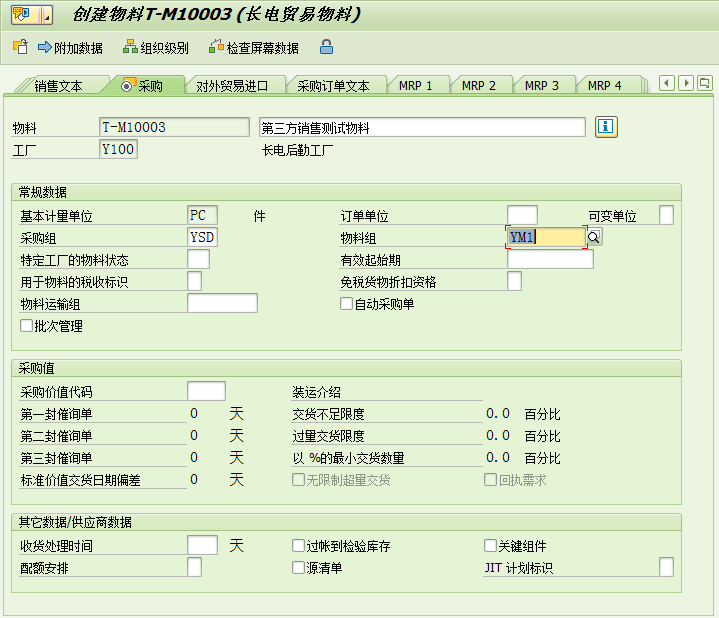 创建物料T-M10003 (长电贸易物料)
附加数据 组织级别 检查屏幕数据
销售文本 采购 对外贸易进口 采购订单文本 MRP 1 MRP 2 MRP 3 MRP 4
物料 T-M10003 第三方销售测试物料
工厂 Y100 长电后勤工厂
常规数据
基本计量单位 PC 件 订单单位 可变单位
采购组 YSD 物料组 YM1
特定工厂的物料状态 有效起始期
用于物料的税收标识 免税货物折扣资格
物料运输组 自动采购单
批次管理
采购值
采购价值代码 装运介绍
第一封催询单 0 天 交货不足限度 0.0 百分比
第二封催询单 0 天 过量交货限度 0.0 百分比
第三封催询单 0 天 以 %的最小交货数量 0.0 百分比
标准价值交货日期偏差 0 天 无限制超量交货 回执需求
其它数据/供应商数据
收货处理时间 天 过帐到检验库存 关键组件
配额安排 源清单 JIT 计划标识